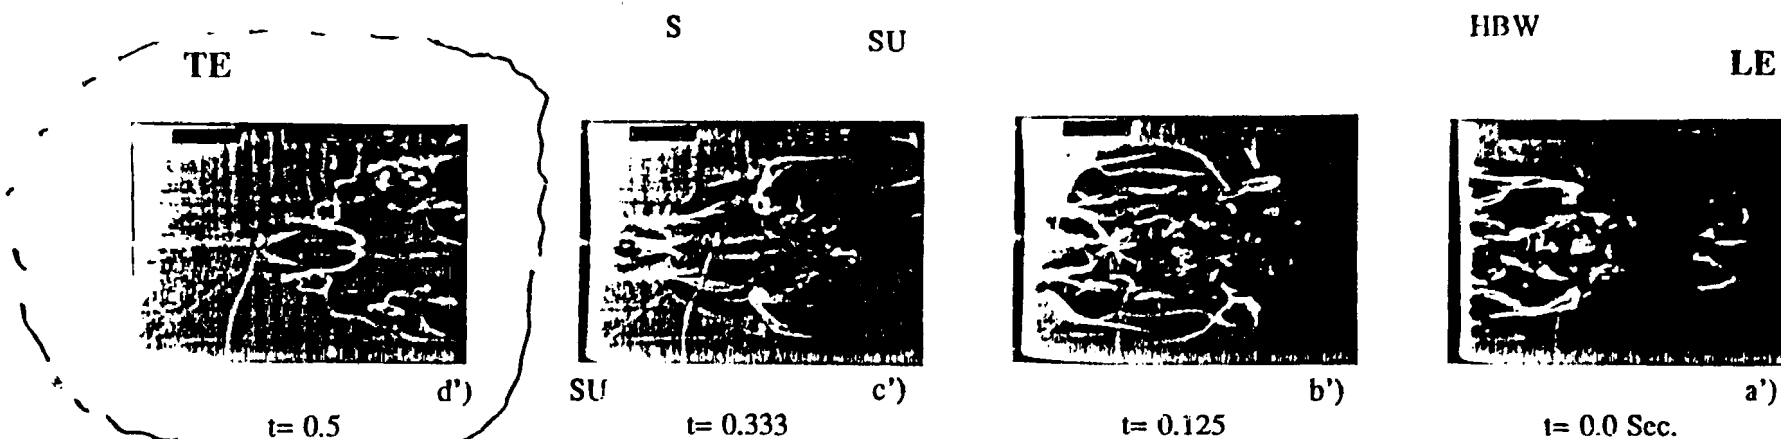 S SU HBW
TE LE
d') SU c') b') a')
t= 0.5 t= 0.333 t= 0.125 t= 0.0 Sec.